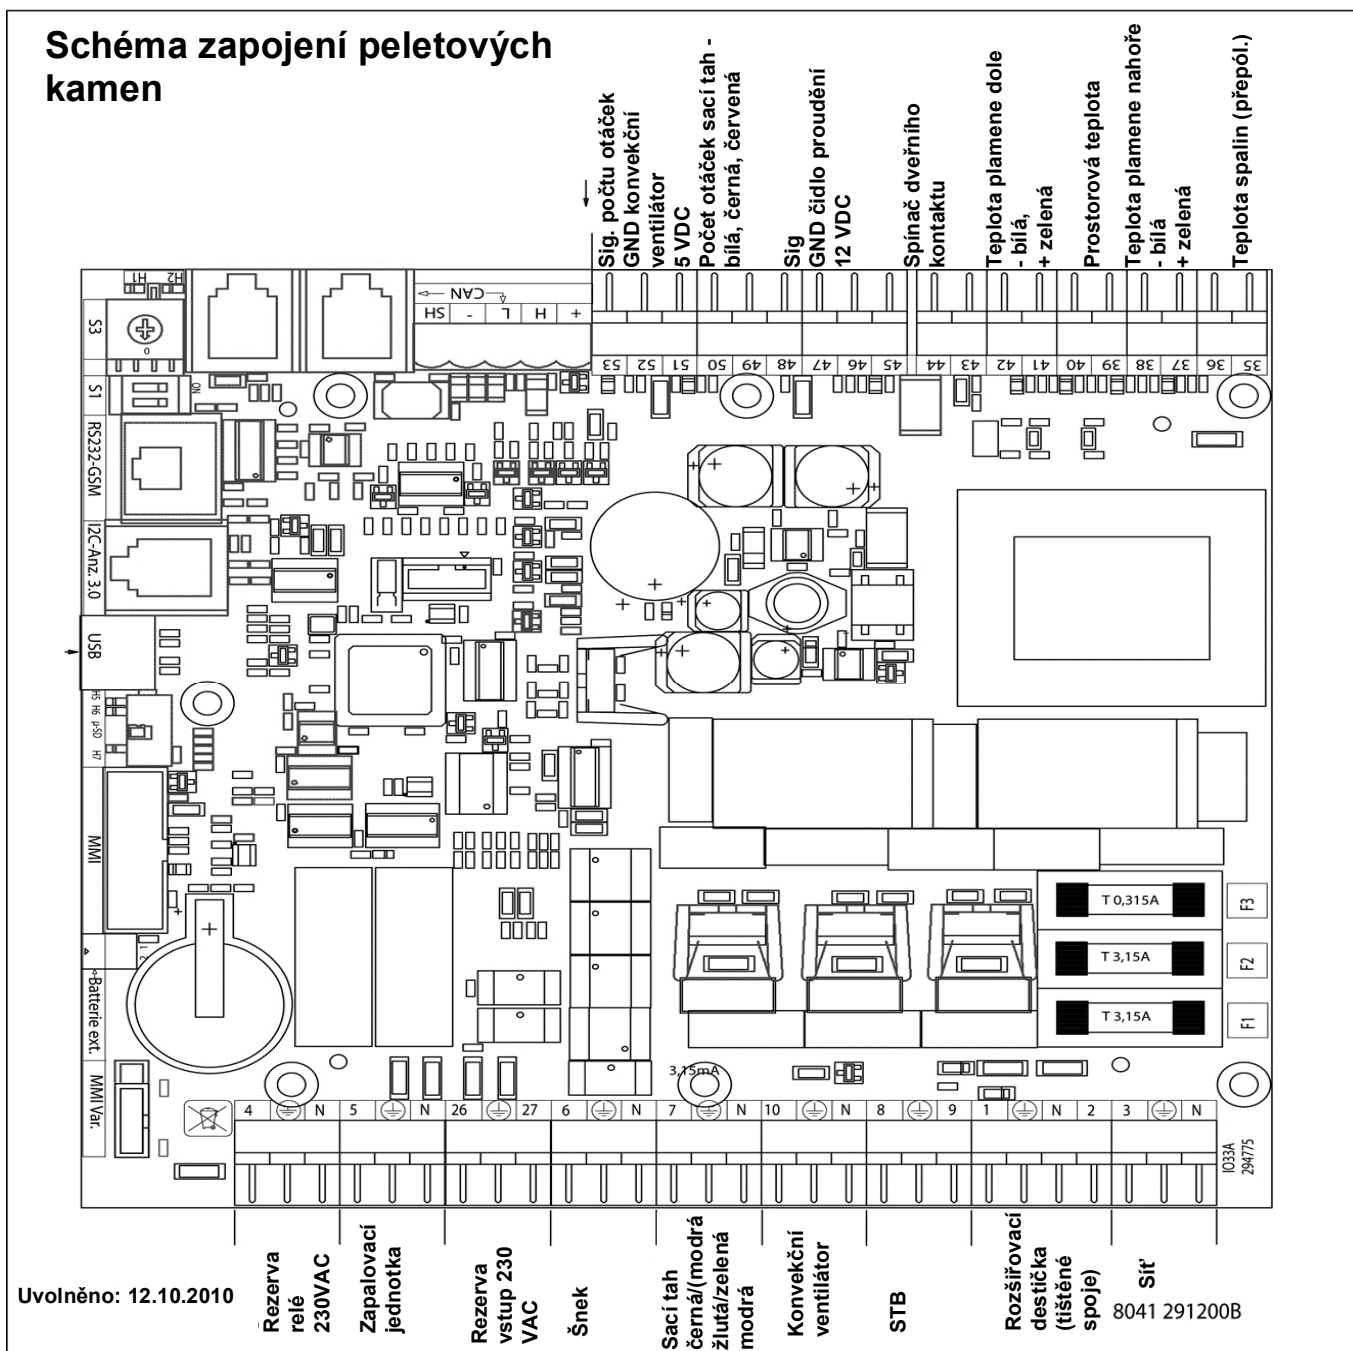 Schéma zapojení peletových
kamen
Sig. počtu otáček
GND konvekční
ventilátor
5 VDC
Počet otáček sací tah -
bílá, černá, červená
Sig
GND čidlo proudění
12 VDC
Spínač dveřního
kontaktu
Teplota plamene dole
- bílá,
+ zelená
Prostorová teplota
Teplota plamene nahoře
- bílá
+ zelená
Teplota spalin (přepól.)
H1 H2
CAN
SH - L H +
53 52 51 50 49 48 47 46 45 44 43 42 41 40 39 38 37 36 35
S3
0
S1
ON
RS232-GSM
I2C-Anz. 3.0
USB
H5 H6 µ-SD H7
MMI
1
2
Batterie ext.
MMI Var.
T 0,315A
F3
T 3,15A
F2
T 3,15A
F1
3,15mA
4 N 5 N 26 27 6 N 7 N 10 N 8 9 1 N 2 3 N
IO33A
294775
Rezerva
relé
230VAC
Zapalovací
jednotka
Rezerva
vstup 230
VAC
Šnek
Sací tah
černá/(modrá
žlutá/zelená
modrá
Konvekční
ventilátor
STB
Rozšiřovací
destička
(tištěné
spoje)
Síť
Uvolněno: 12.10.2010
8041 291200B